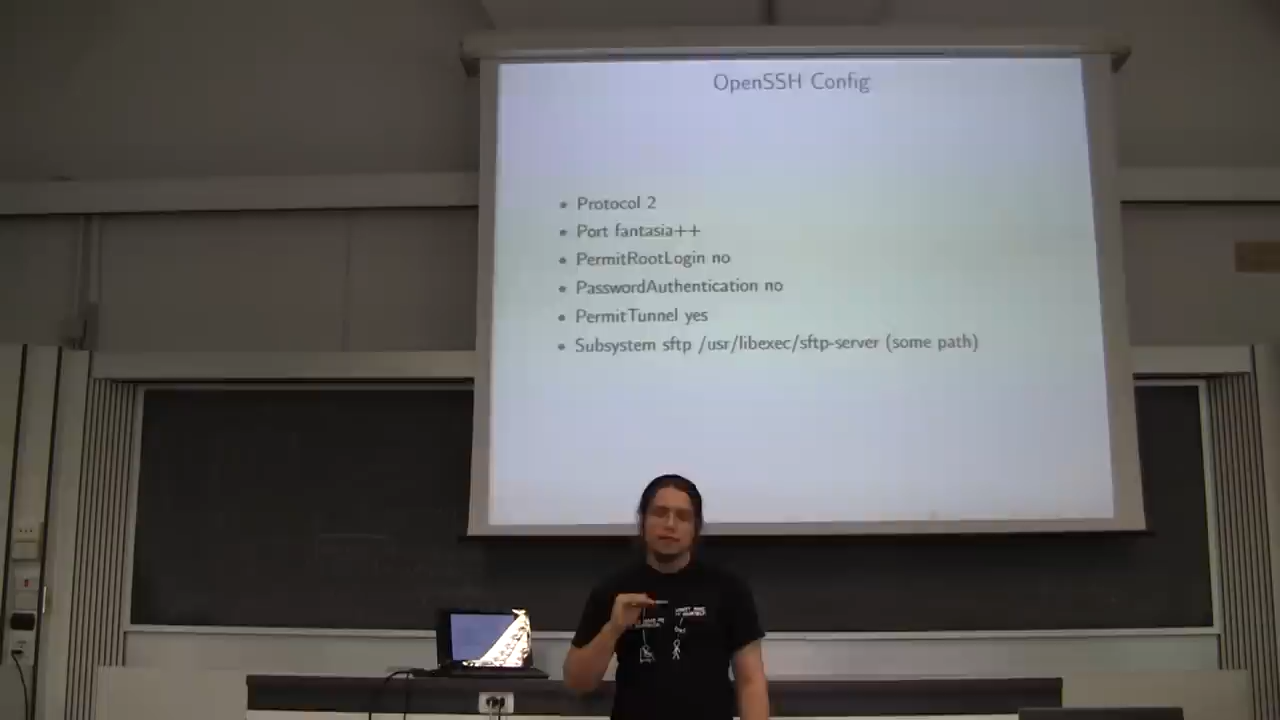 OpenSSH Config
• Protocol 2
• Port fantasia++
• PermitRootLogin no
• PasswordAuthentication no
• PermitTunnel yes
• Subsystem sftp /usr/libexec/sftp-server (some path)